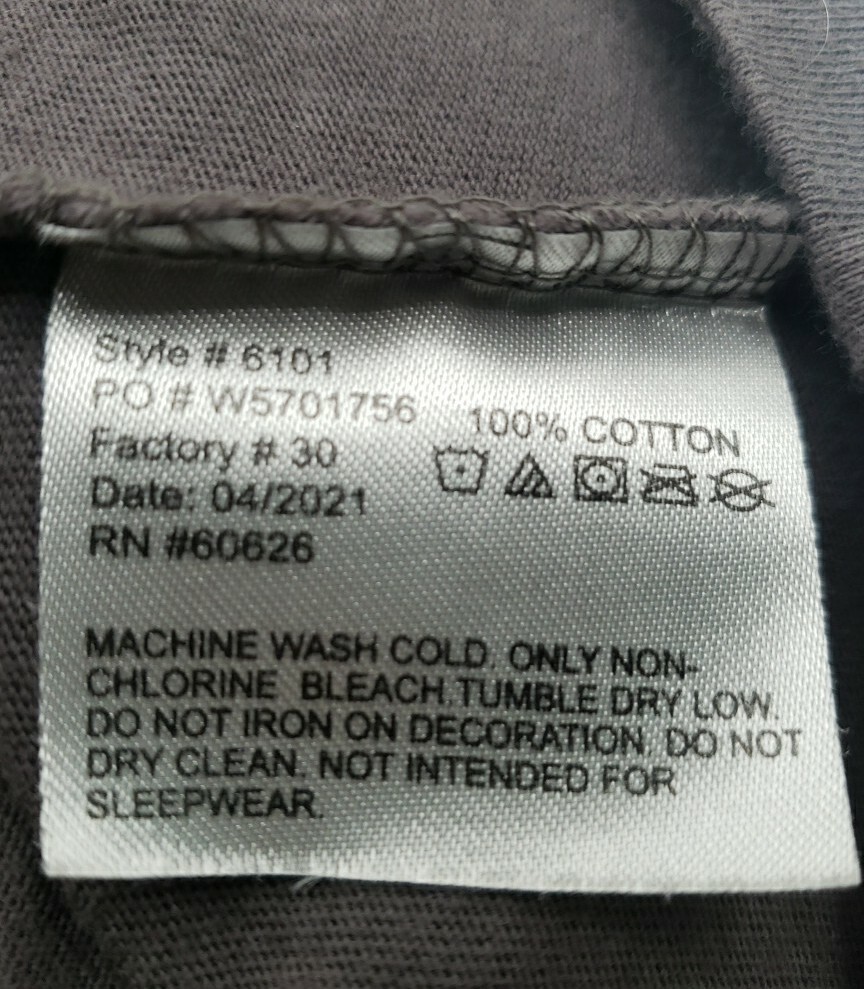 Style # 6101
PO # W5701756
Factory # 30
Date: 04/2021
RN #60626
100% COTTON
MACHINE WASH COLD. ONLY NON-
CHLORINE BLEACH.TUMBLE DRY LOW.
DO NOT IRON ON DECORATION. DO NOT
DRY CLEAN. NOT INTENDED FOR
SLEEPWEAR.